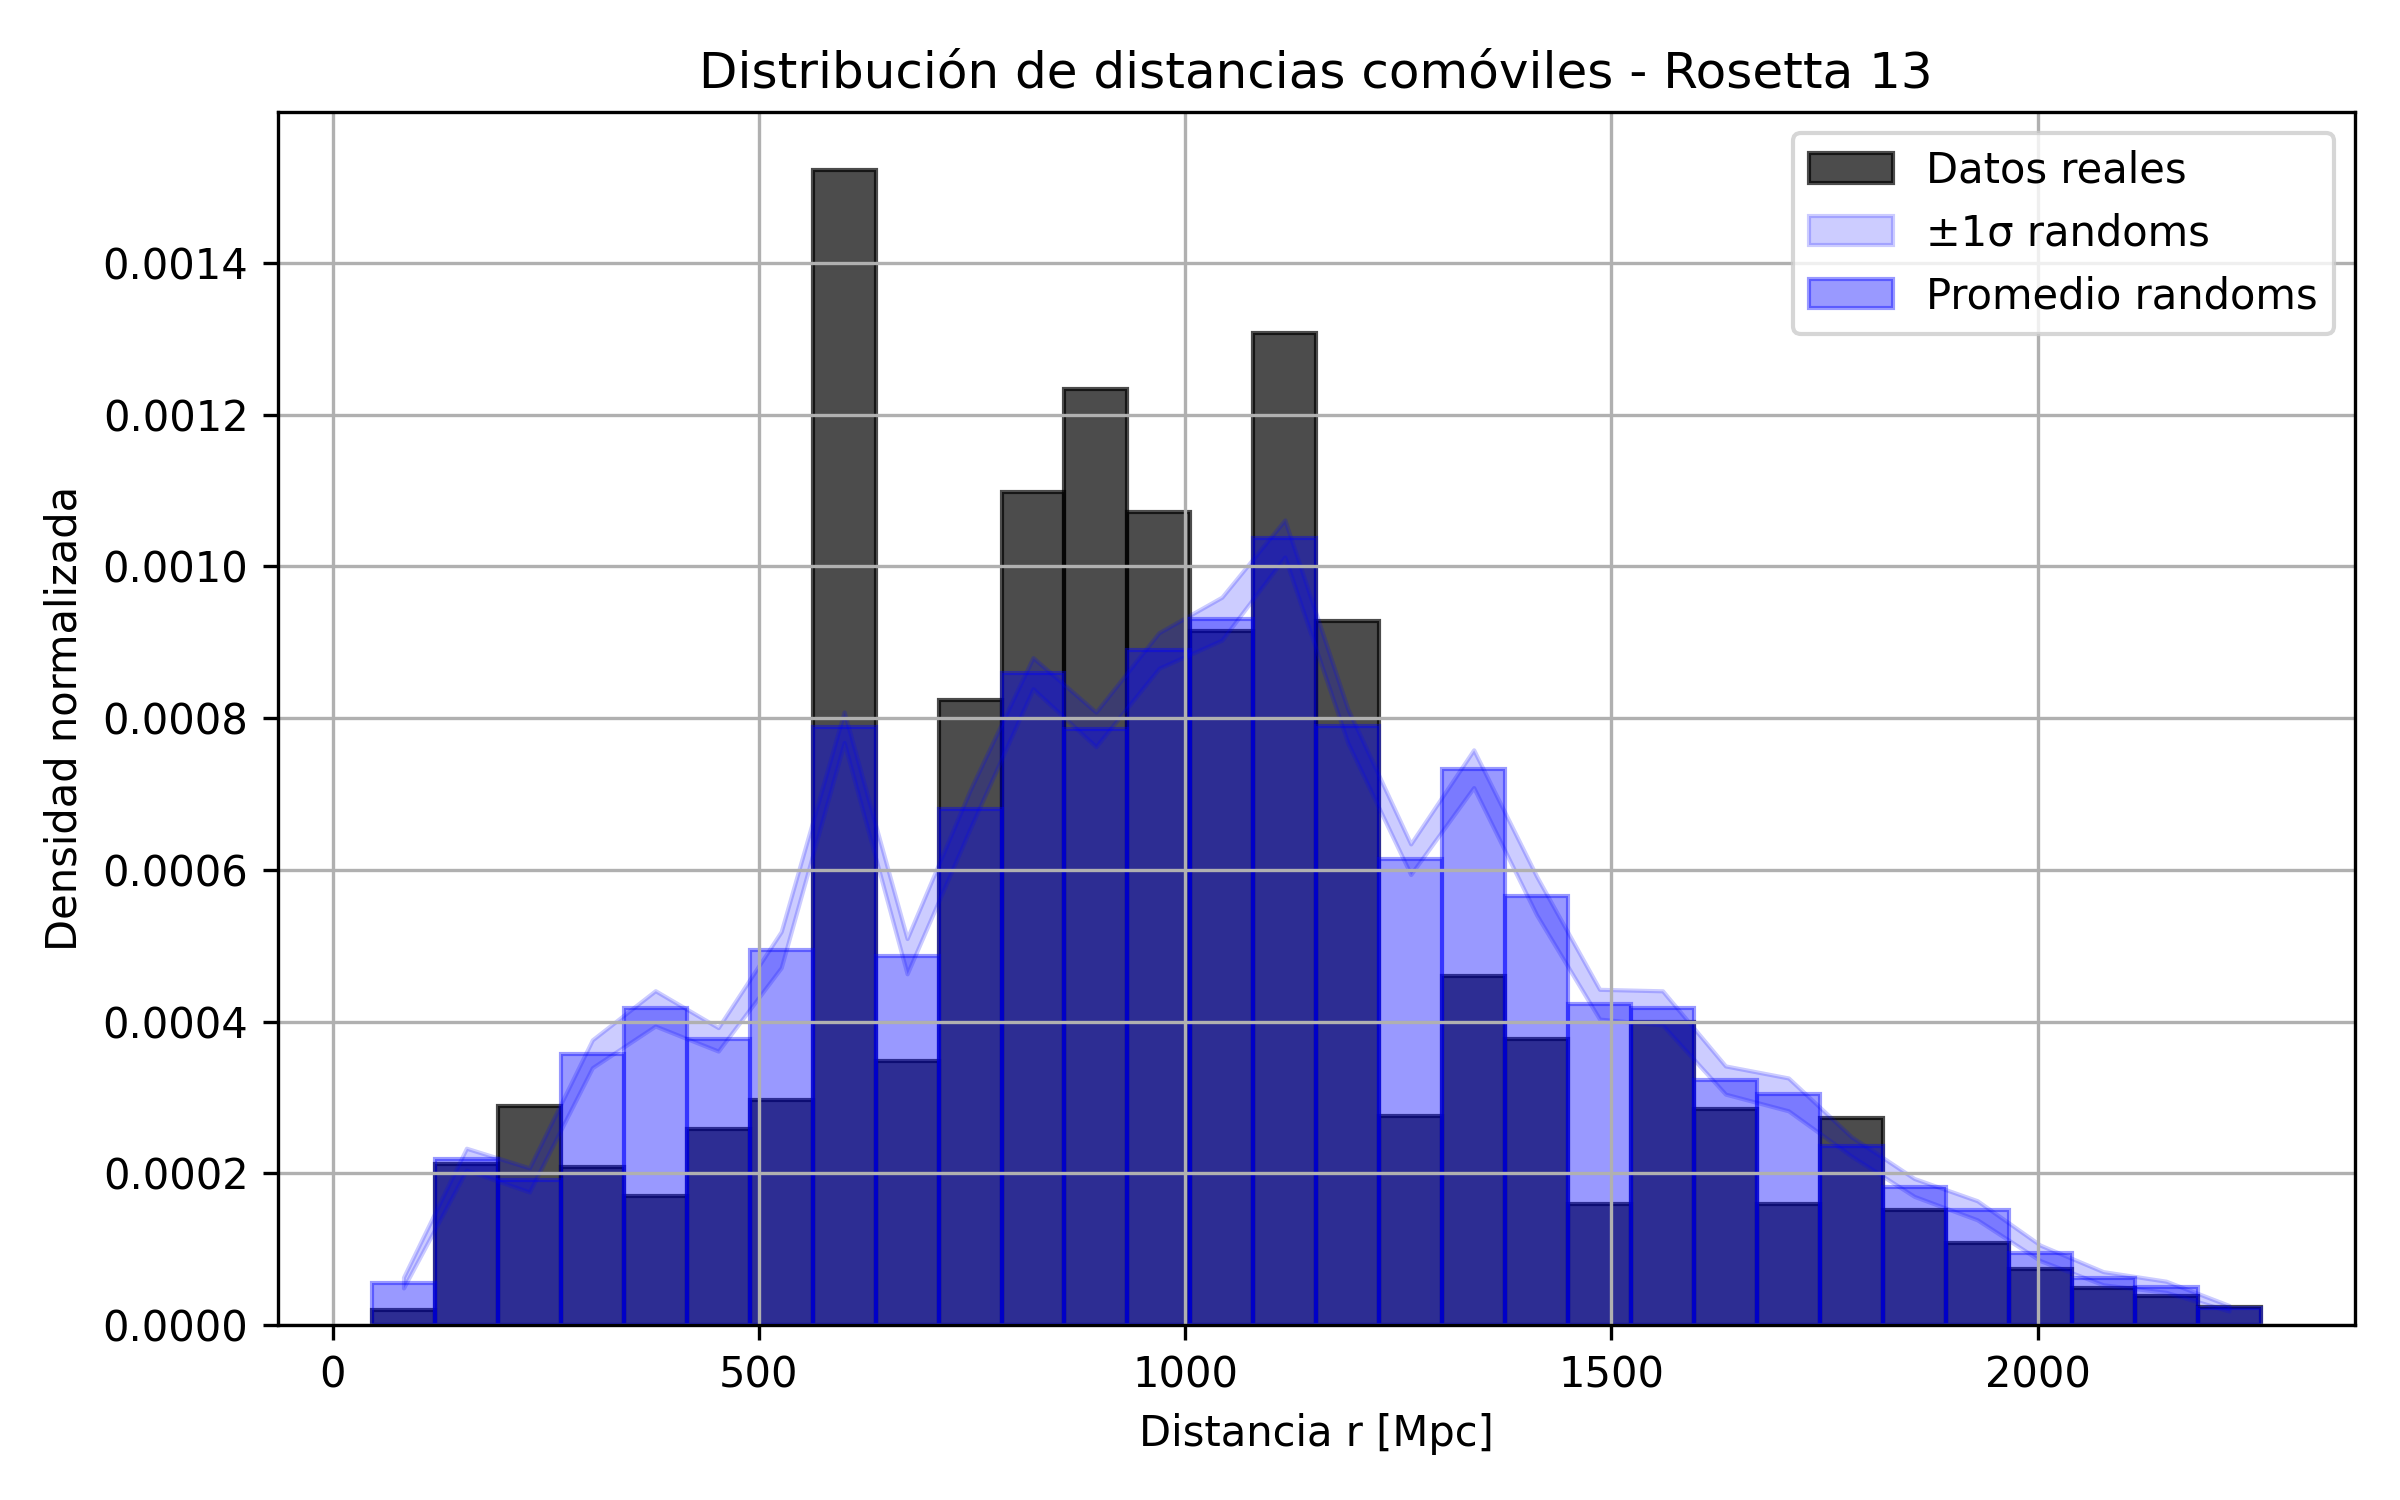 Distribución de distancias comóviles - Rosetta 13
Datos reales
±1σ randoms
Promedio randoms
Densidad normalizada
0.0014
0.0012
0.0010
0.0008
0.0006
0.0004
0.0002
0.0000
0 500 1000 1500 2000
Distancia r [Mpc]